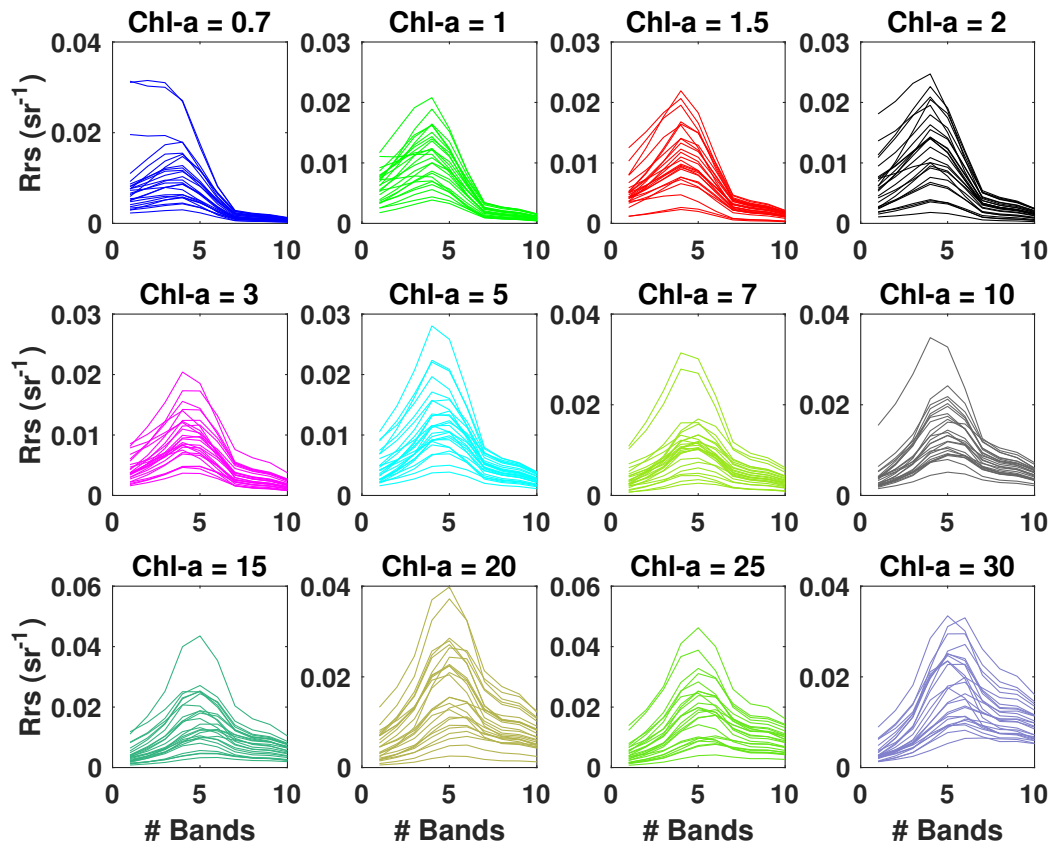 Chl-a = 0.7 Chl-a = 1 Chl-a = 1.5 Chl-a = 2
0.04 0.03 0.03 0.03
0.02 0.02 0.02 0.02
0.01 0.01 0.01
0 0 0 0
0 5 10 0 5 10 0 5 10 0 5 10
Rrs (sr⁻¹)
Chl-a = 3 Chl-a = 5 Chl-a = 7 Chl-a = 10
0.03 0.03 0.04 0.04
0.02 0.02 0.02 0.02
0.01 0.01
0 0 0 0
0 5 10 0 5 10 0 5 10 0 5 10
Rrs (sr⁻¹)
Chl-a = 15 Chl-a = 20 Chl-a = 25 Chl-a = 30
0.06 0.04 0.06 0.04
0.04 0.02 0.04 0.02
0.02 0.02
0 0 0 0
0 5 10 0 5 10 0 5 10 0 5 10
Rrs (sr⁻¹)
# Bands # Bands # Bands # Bands